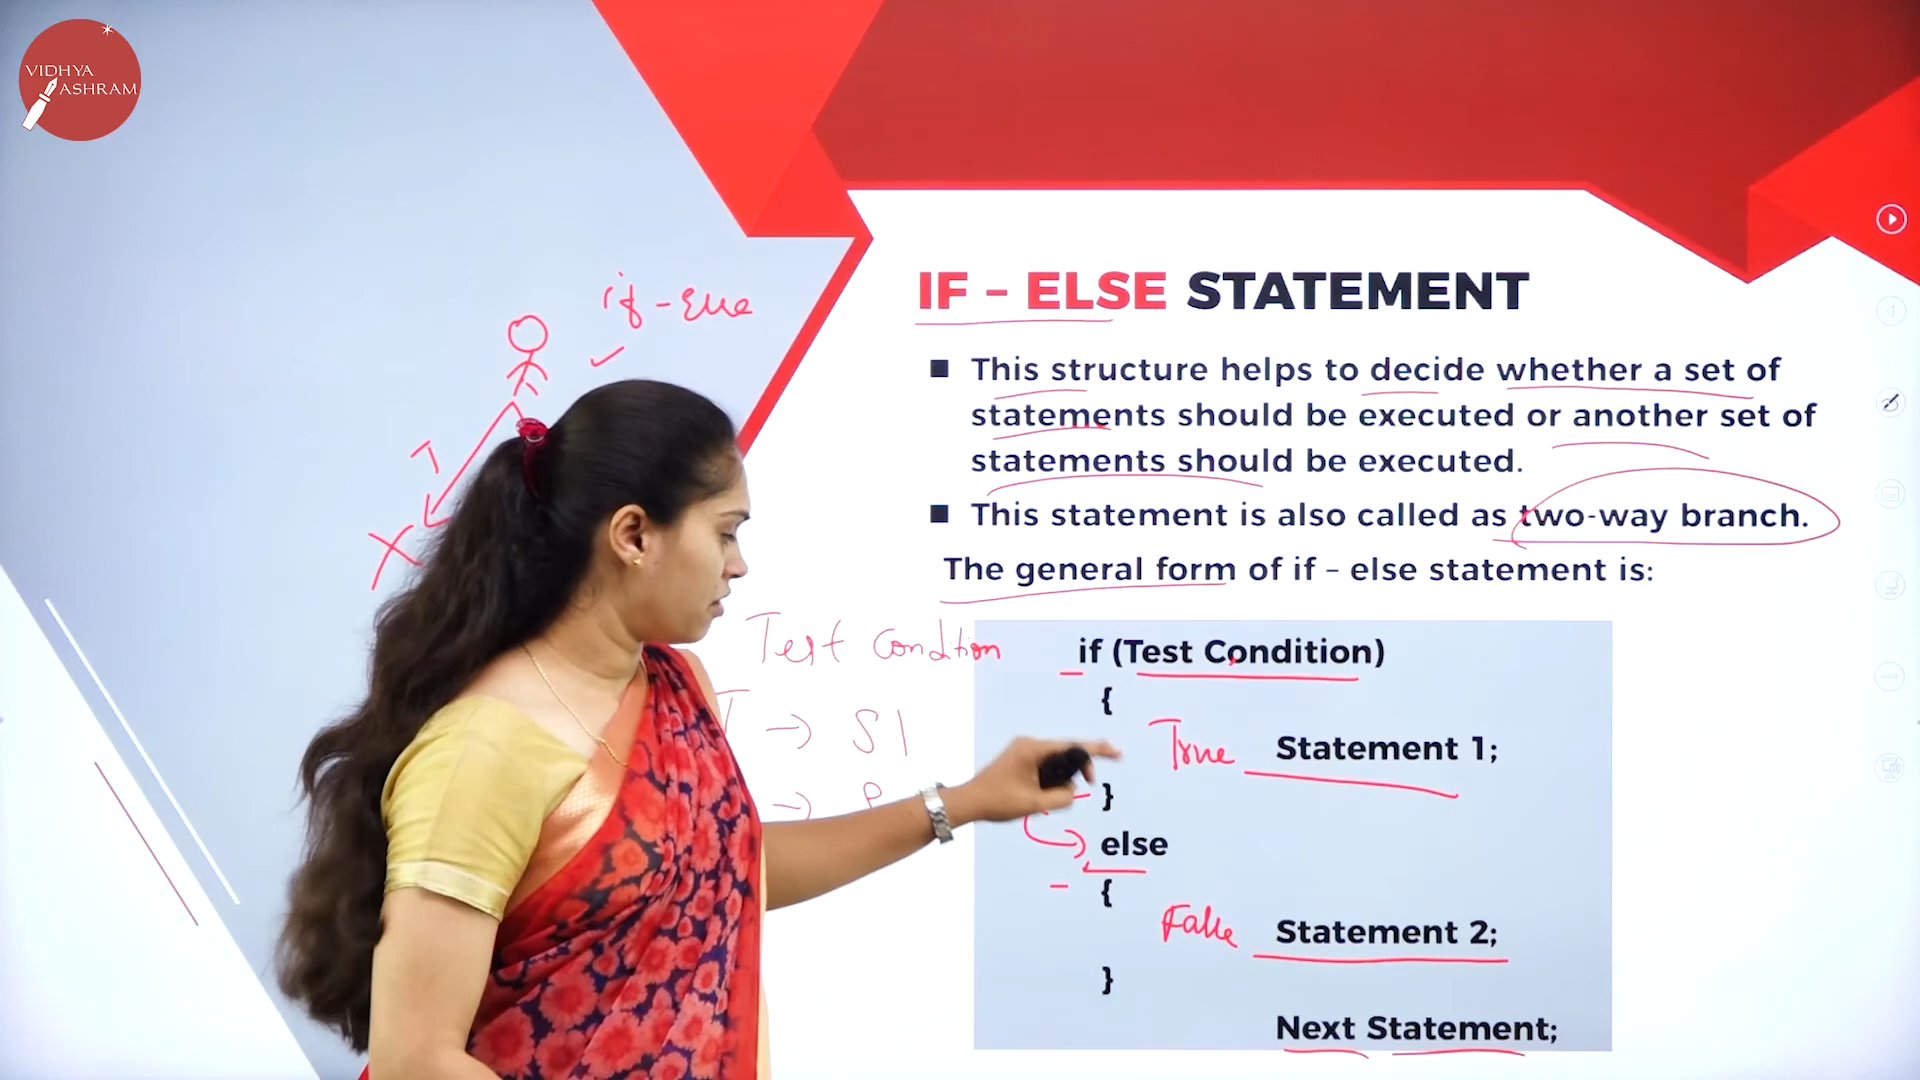 VIDHYA
ASHRAM
if - Else
T
IF – ELSE STATEMENT
■ This structure helps to decide whether a set of
statements should be executed or another set of
statements should be executed.
■ This statement is also called as two-way branch.
The general form of if – else statement is:
Test Condition
T → S1
→
if (Test Condition)
{
True Statement 1;
}
else
{
False Statement 2;
}
Next Statement;